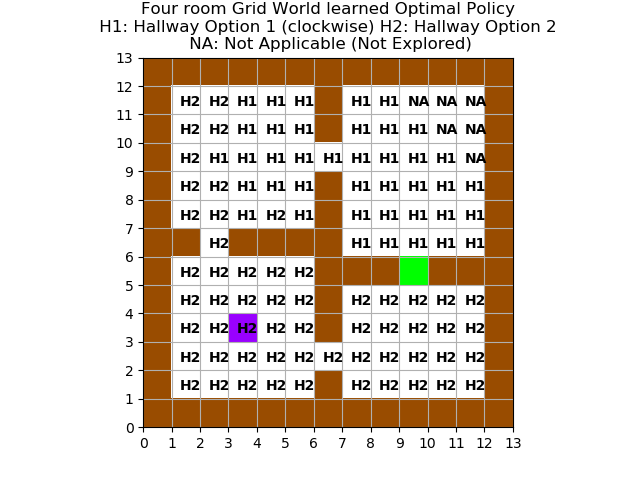 Four room Grid World learned Optimal Policy
H1: Hallway Option 1 (clockwise) H2: Hallway Option 2
NA: Not Applicable (Not Explored)
13
12
H2 H2 H1 H1 H1 H1 H1 NA NA NA
11
H2 H2 H1 H1 H1 H1 H1 H1 NA NA
10
H2 H1 H1 H1 H1 H1 H1 H1 H1 H1 NA
9
H2 H2 H1 H1 H1 H1 H1 H1 H1 H1
8
H2 H2 H1 H2 H1 H1 H1 H1 H1 H1
7
H2 H1 H1 H1 H1 H1
6
H2 H2 H2 H2 H2
5
H2 H2 H2 H2 H2 H2 H2 H2 H2 H2
4
H2 H2 H2 H2 H2 H2 H2 H2 H2 H2
3
H2 H2 H2 H2 H2 H2 H2 H2 H2 H2 H2
2
H2 H2 H2 H2 H2 H2 H2 H2 H2 H2
1
0
0 1 2 3 4 5 6 7 8 9 10 11 12 13